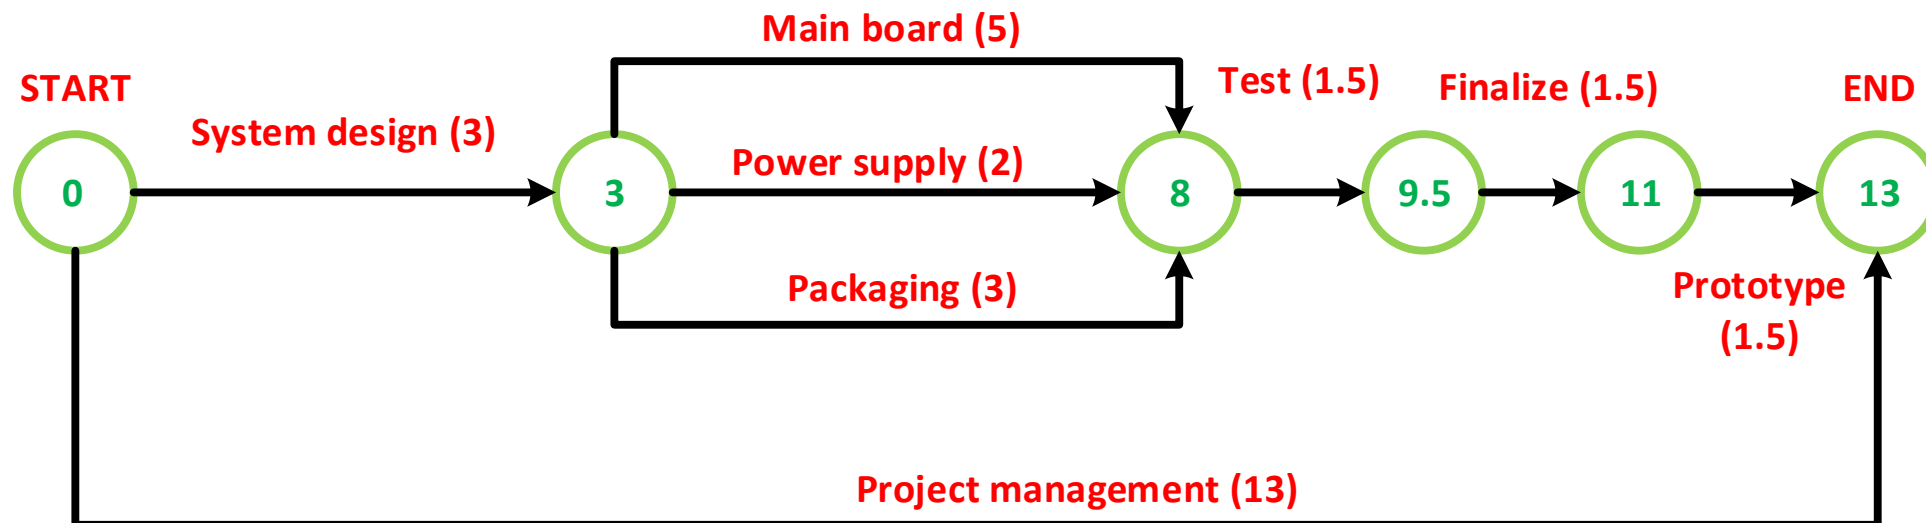 Main board (5)
START
System design (3)
Test (1.5)
Finalize (1.5)
END
Power supply (2)
0
3
8
9.5
11
13
Packaging (3)
Prototype
(1.5)
Project management (13)